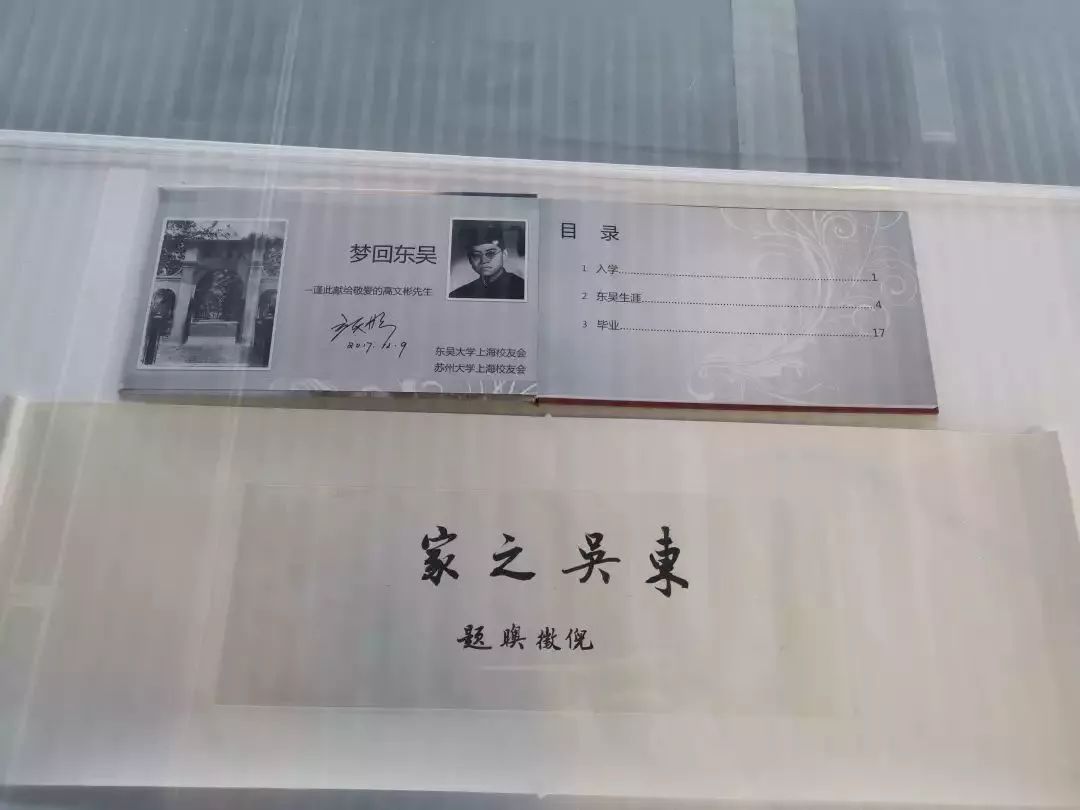 梦回东吴
—谨此献给敬爱的高文彬先生
2017.12.9
东吴大学上海校友会
苏州大学上海校友会
目 录
1 入学……1
2 东吴生涯……4
3 毕业……17
東吳之家
倪徵𣋉題